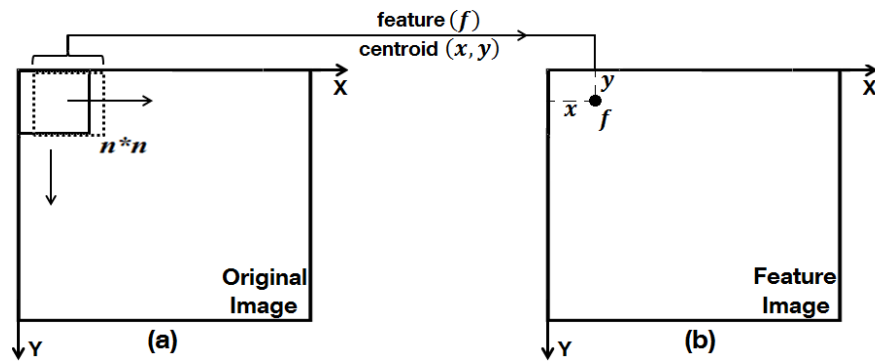 feature (f)
centroid (x, y)
X
X
y
x
f
n*n
Original
Image
Feature
Image
Y
(a)
Y
(b)